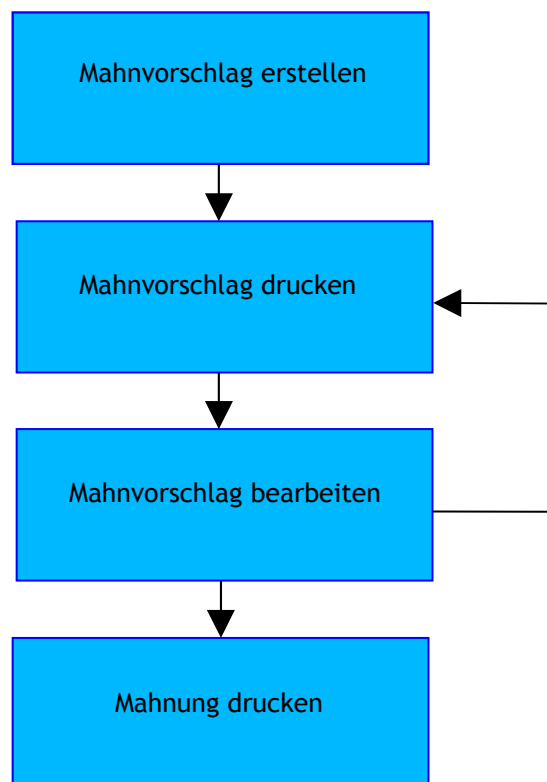 Mahnvorschlag erstellen
Mahnvorschlag drucken
Mahnvorschlag bearbeiten
Mahnung drucken